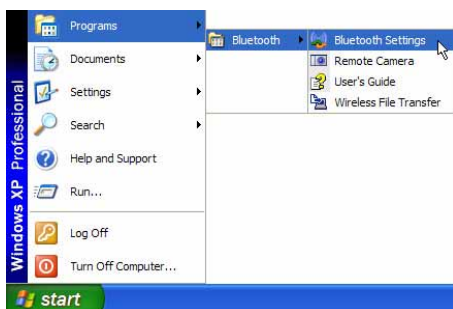 Windows XP Professional
Programs
Documents
Settings
Search
Help and Support
Run...
Log Off
Turn Off Computer...
Bluetooth
Bluetooth Settings
Remote Camera
User's Guide
Wireless File Transfer
start